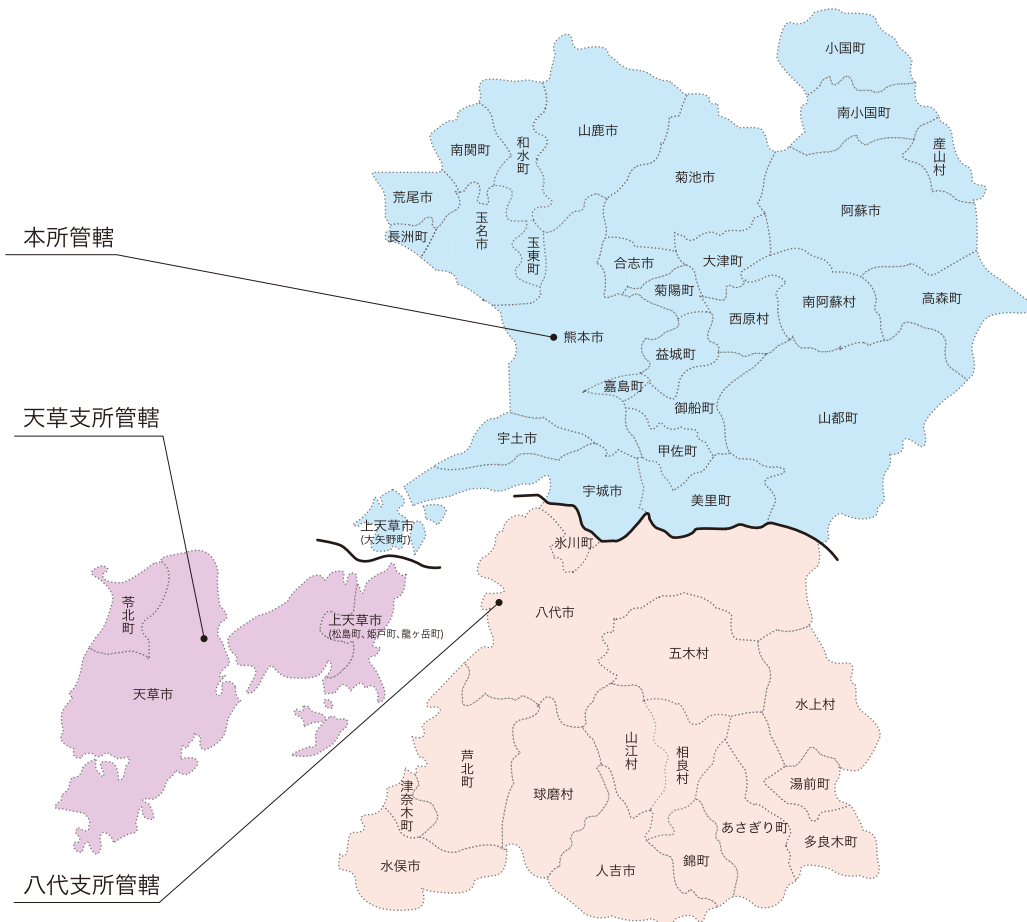 小国町
南小国町
産山村
山鹿市
和水町
南関町
菊池市
荒尾市
阿蘇市
玉名市
長洲町
玉東町
本所管轄
合志市
大津町
菊陽町
南阿蘇村
高森町
西原村
熊本市
益城町
嘉島町
御船町
山都町
天草支所管轄
宇土市
甲佐町
宇城市
美里町
上天草市
(大矢野町)
氷川町
苓北町
八代市
上天草市
(松島町、姫戸町、龍ヶ岳町)
五木村
天草市
水上村
山江村
相良村
芦北町
湯前町
球磨村
津奈木町
あさぎり町
多良木町
水俣市
人吉市
錦町
八代支所管轄